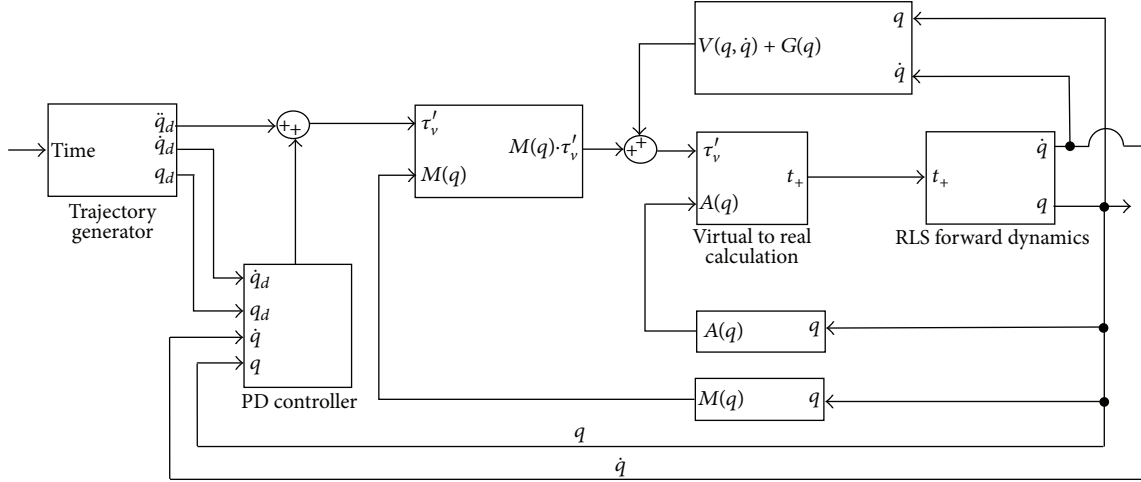 q
V(q, q̇) + G(q)
q̇
Time
q̈d
q̇d
qd
Trajectory
generator
+
+
τ′v
M(q)·τ′v
M(q)
+
+
τ′v
t+
A(q)
Virtual to real
calculation
q̇
t+
q
RLS forward dynamics
q̇d
qd
q̇
q
PD controller
A(q) q
M(q) q
q
q̇